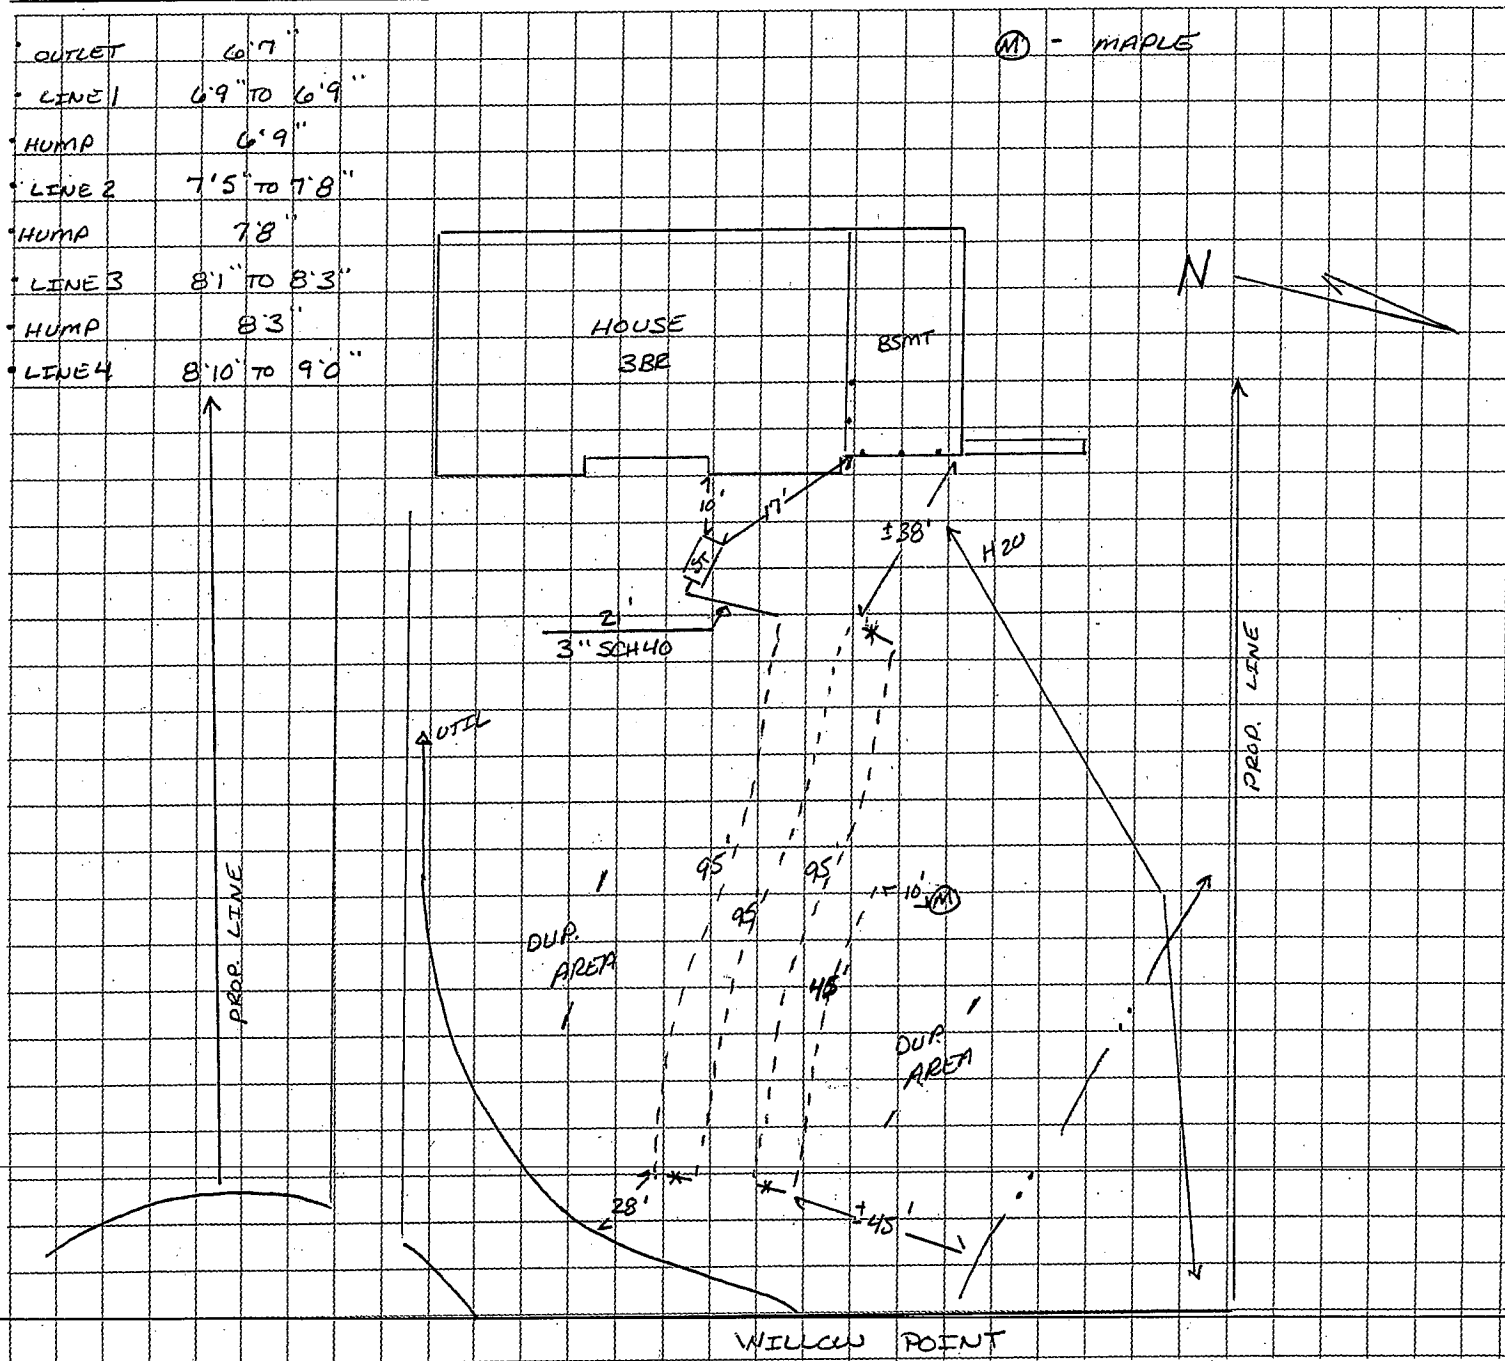 OUTLET 6'7"
LINE 1 6'9" TO 6'9"
HUMP 6'9"
LINE 2 7'5" TO 7'8"
HUMP 7'8"
LINE 3 8'1" TO 8'3"
HUMP 8'3"
LINE 4 8'10" TO 9'0"
M - MAPLE
N
HOUSE
3BR
BSMT
10'
17'
±38'
H20
ST
2'
3" SCH40
UTIL
PROP. LINE
PROP. LINE
95'
95'
95'
10'
M
45'
DUP.
AREA
DUP.
AREA
28'
±45'
WILLOW POINT